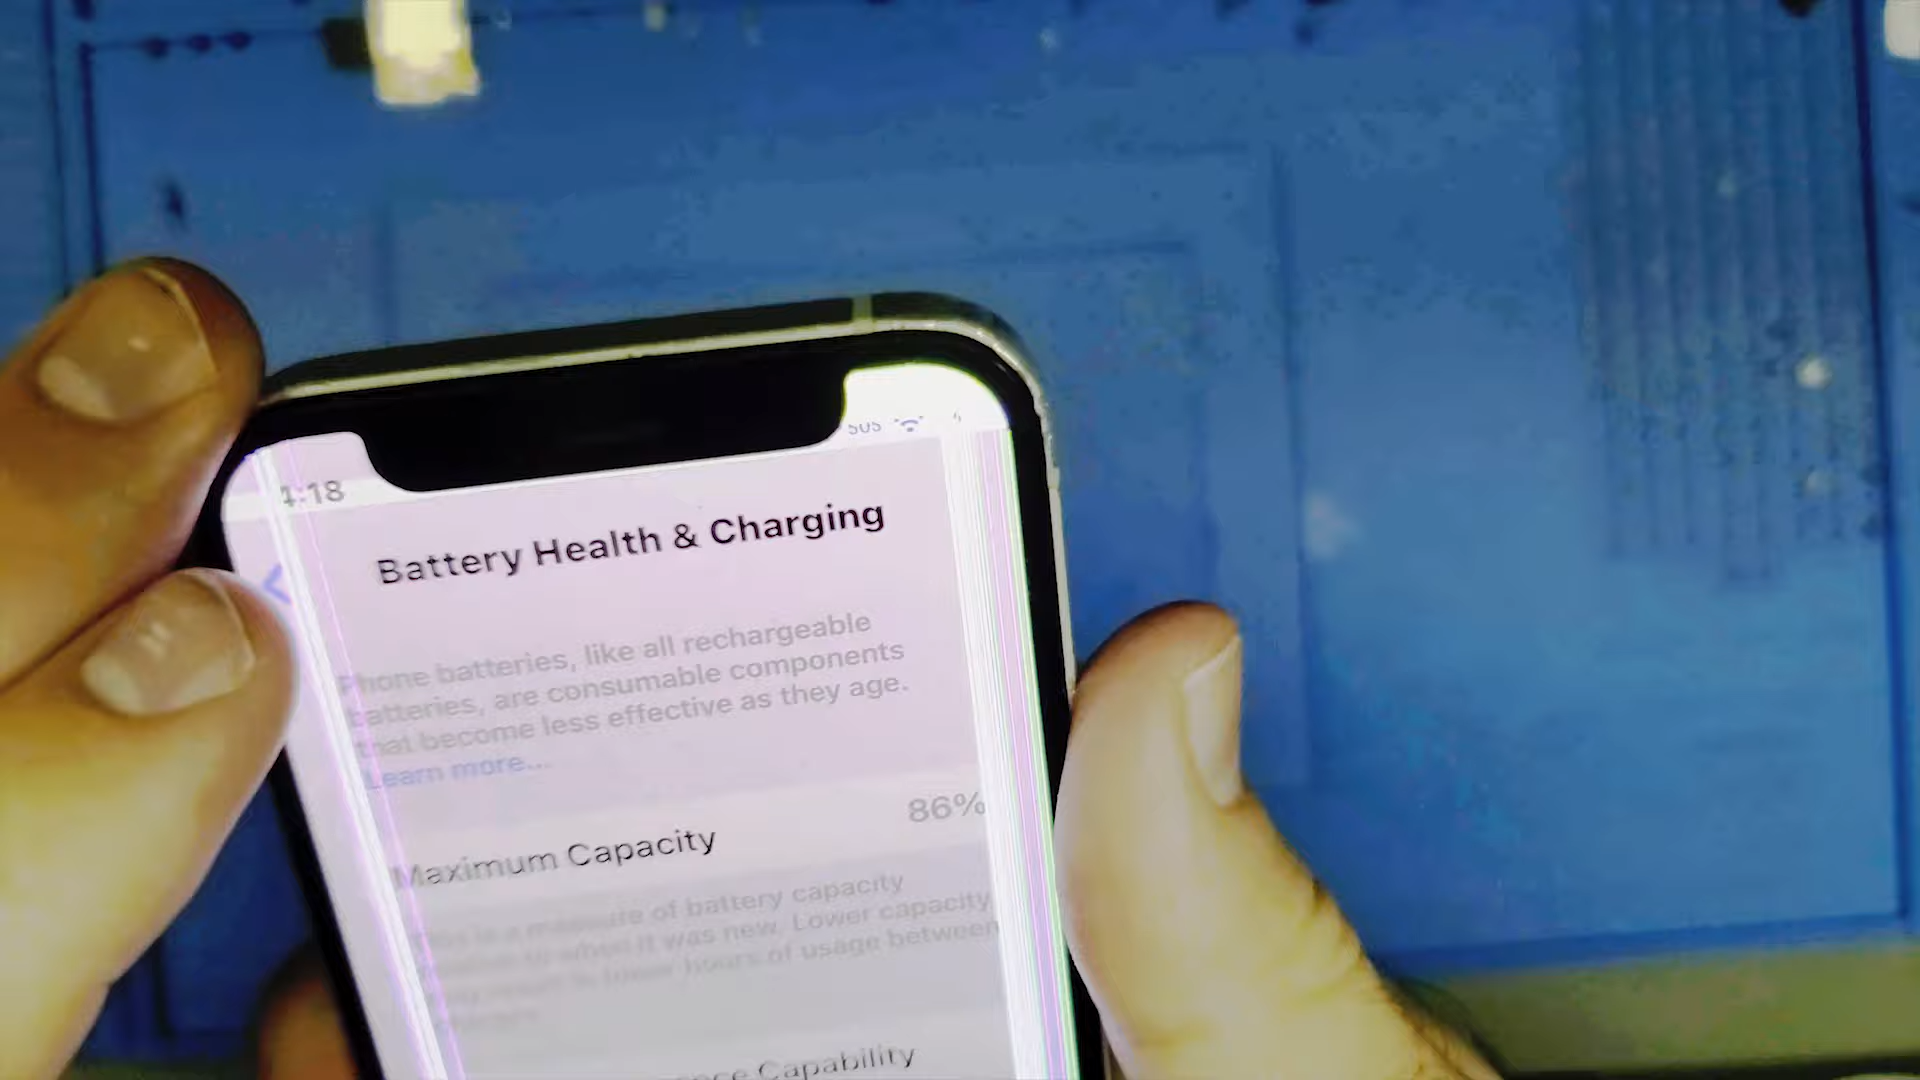 4:18
SOS
Battery Health & Charging
Phone batteries, like all rechargeable
batteries, are consumable components
that become less effective as they age.
Learn more...
Maximum Capacity 86%
This is a measure of battery capacity
when it was new. Lower capacity
hours of usage between
Capability